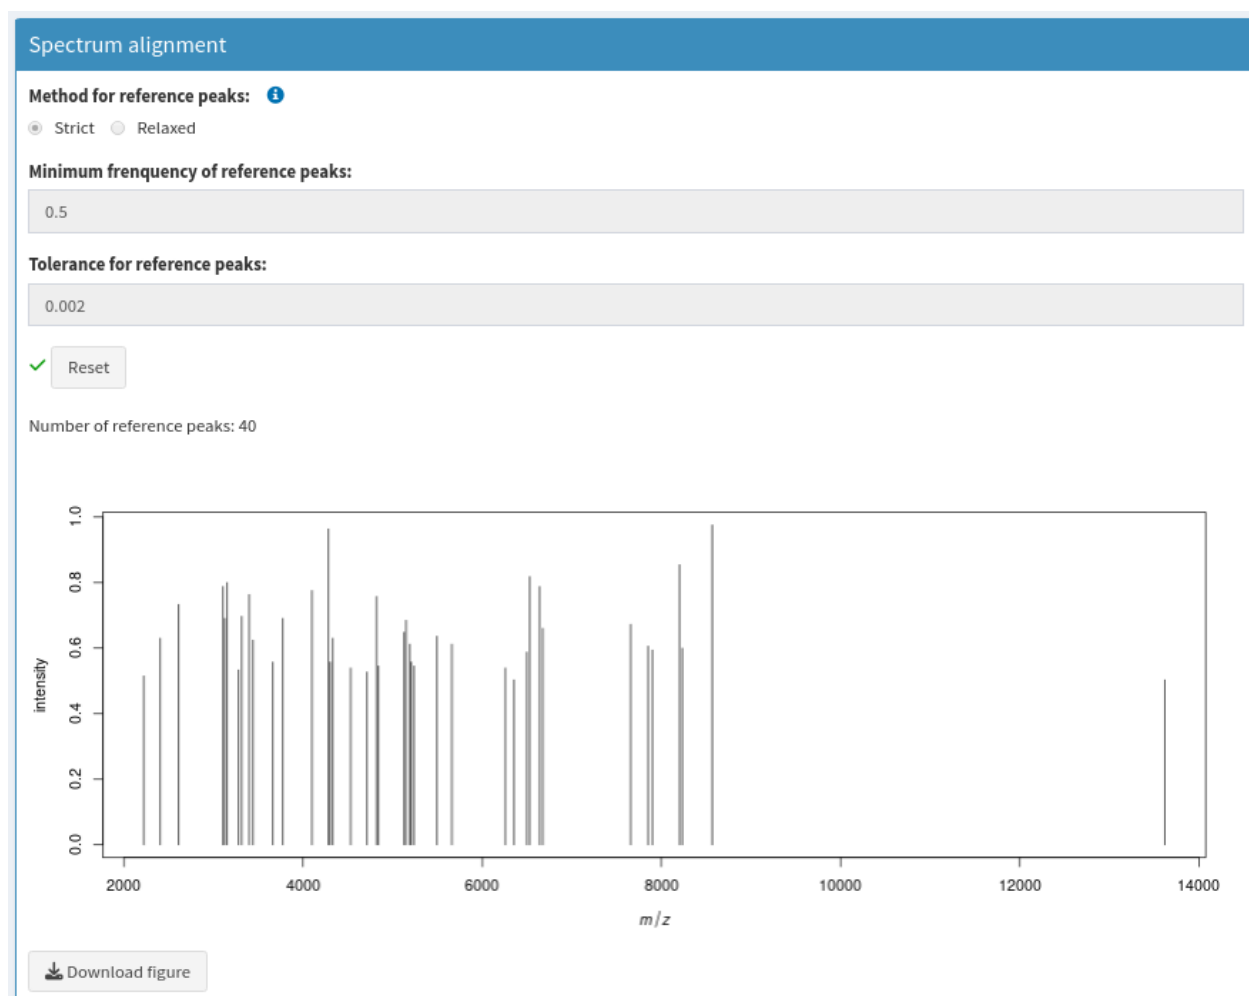 Spectrum alignment
Method for reference peaks:
Strict Relaxed
Minimum frenquency of reference peaks:
0.5
Tolerance for reference peaks:
0.002
Reset
Number of reference peaks: 40
1.0
0.8
0.6
0.4
0.2
0.0
intensity
2000 4000 6000 8000 10000 12000 14000
m/z
Download figure